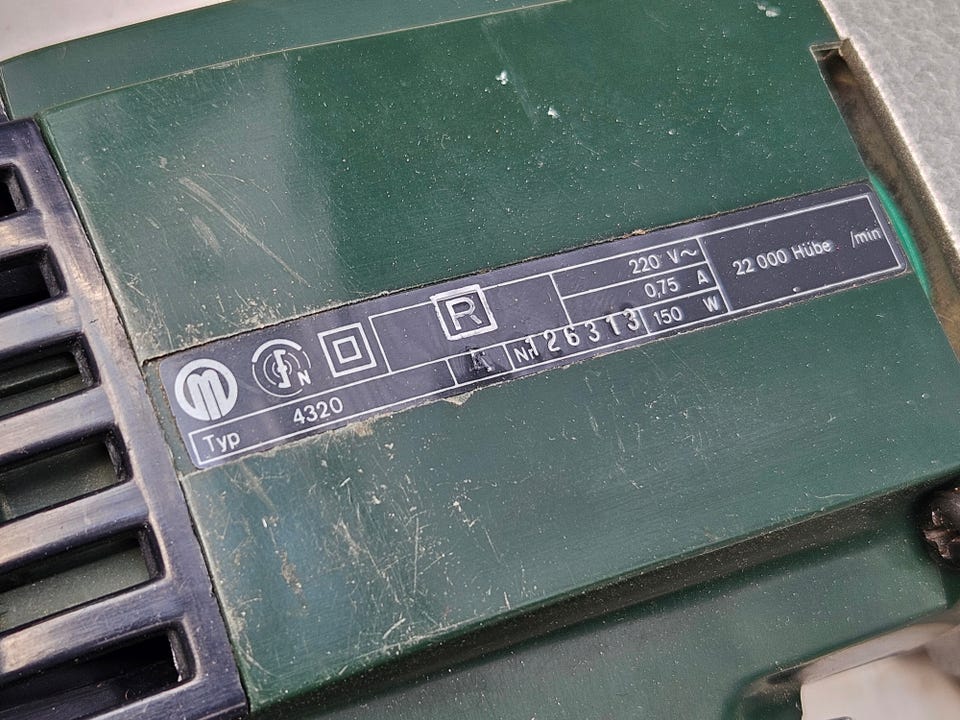 M
N
R
220 V~
0,75 A
22 000 Hübe /min
Typ 4320
K
Nr 126313
150 W